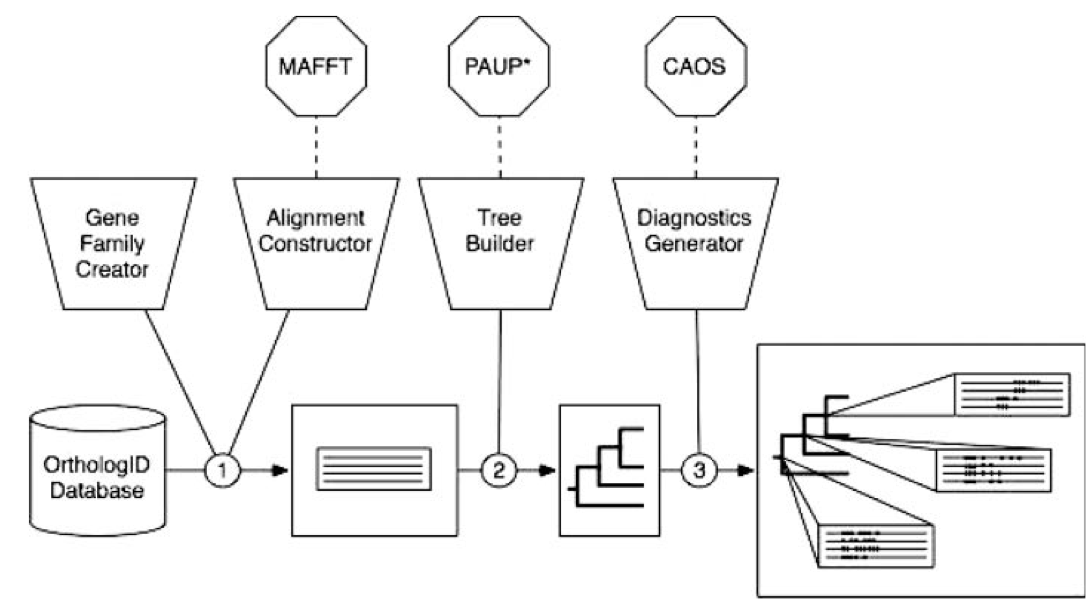 MAFFT
PAUP*
CAOS
Gene
Family
Creator
Alignment
Constructor
Tree
Builder
Diagnostics
Generator
OrthologID
Database
1
2
3